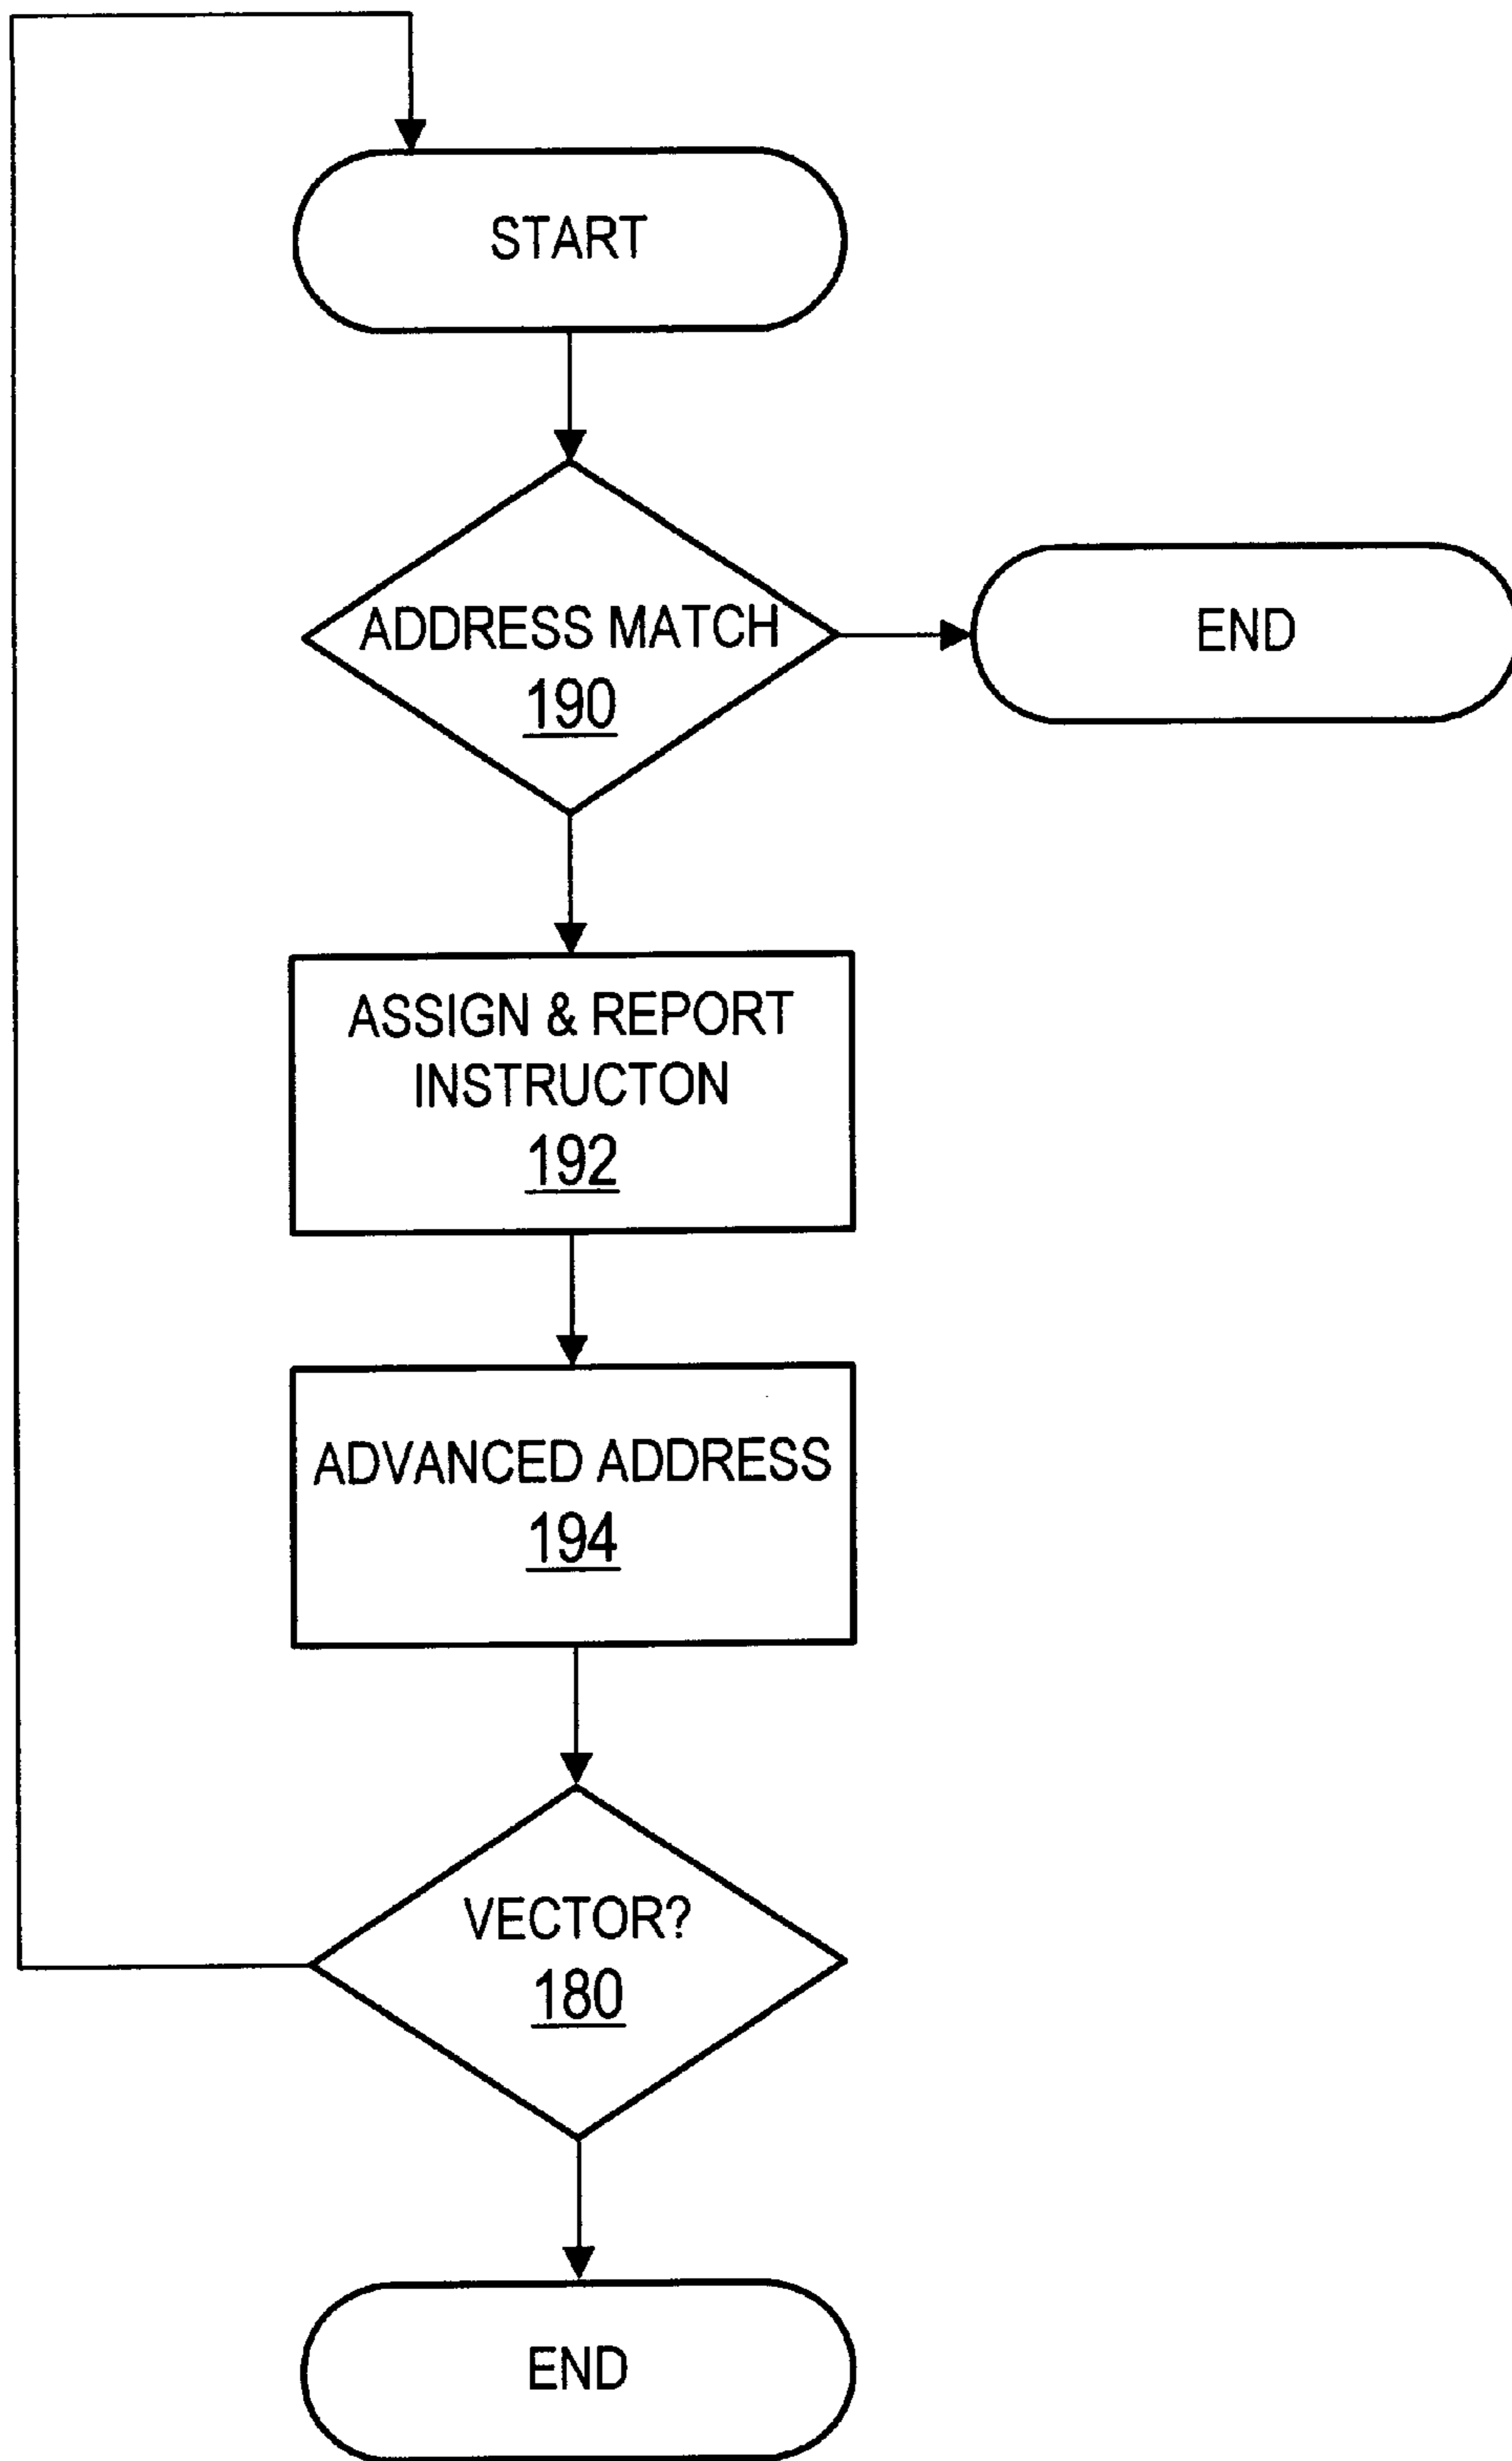 START
ADDRESS MATCH
190
END
ASSIGN & REPORT
INSTRUCTON
192
ADVANCED ADDRESS
194
VECTOR?
180
END